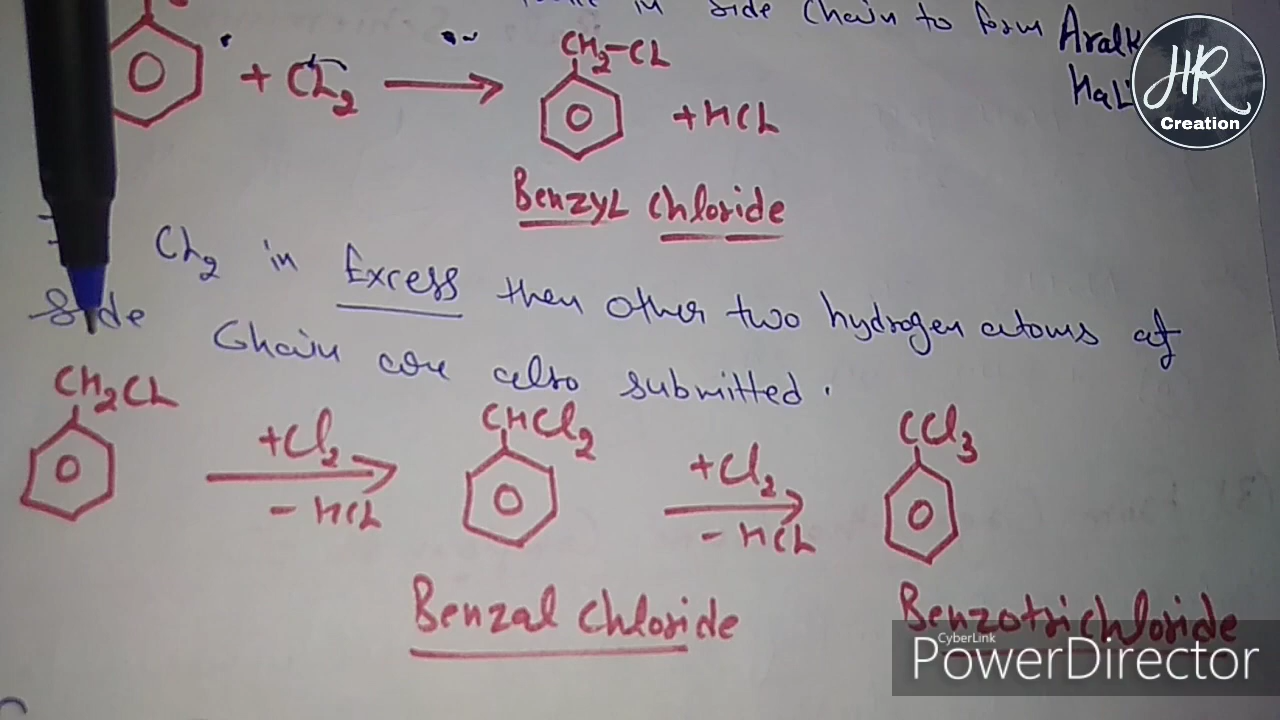 in side Chain to form Aralk
Hali
HR
Creation
+ Cl2
CH2-CL
+HCL
Benzyl chloride
Cl2 in Excess then other two hydrogen atoms of
Side Chain are also submitted.
CH2CL
+Cl2
- HCL
CHCl2
+Cl2
- HCL
CCl3
Benzal chloride
Benzotrichloride
CyberLink
PowerDirector